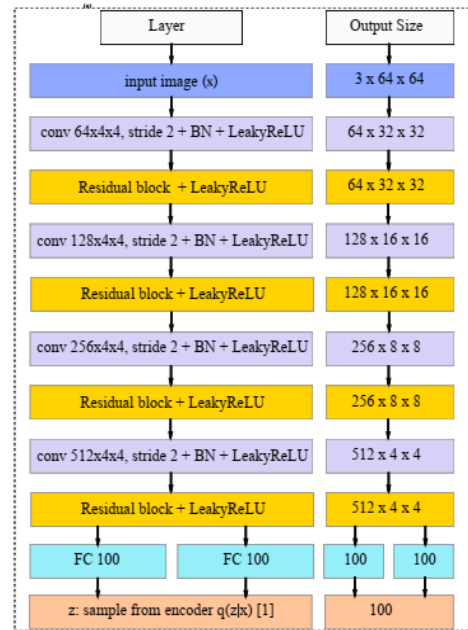 Layer Output Size
input image (x) 3 x 64 x 64
conv 64x4x4, stride 2 + BN + LeakyReLU 64 x 32 x 32
Residual block + LeakyReLU 64 x 32 x 32
conv 128x4x4, stride 2 + BN + LeakyReLU 128 x 16 x 16
Residual block + LeakyReLU 128 x 16 x 16
conv 256x4x4, stride 2 + BN + LeakyReLU 256 x 8 x 8
Residual block + LeakyReLU 256 x 8 x 8
conv 512x4x4, stride 2 + BN + LeakyReLU 512 x 4 x 4
Residual block + LeakyReLU 512 x 4 x 4
FC 100 FC 100 100 100
z: sample from encoder q(z|x) [1] 100